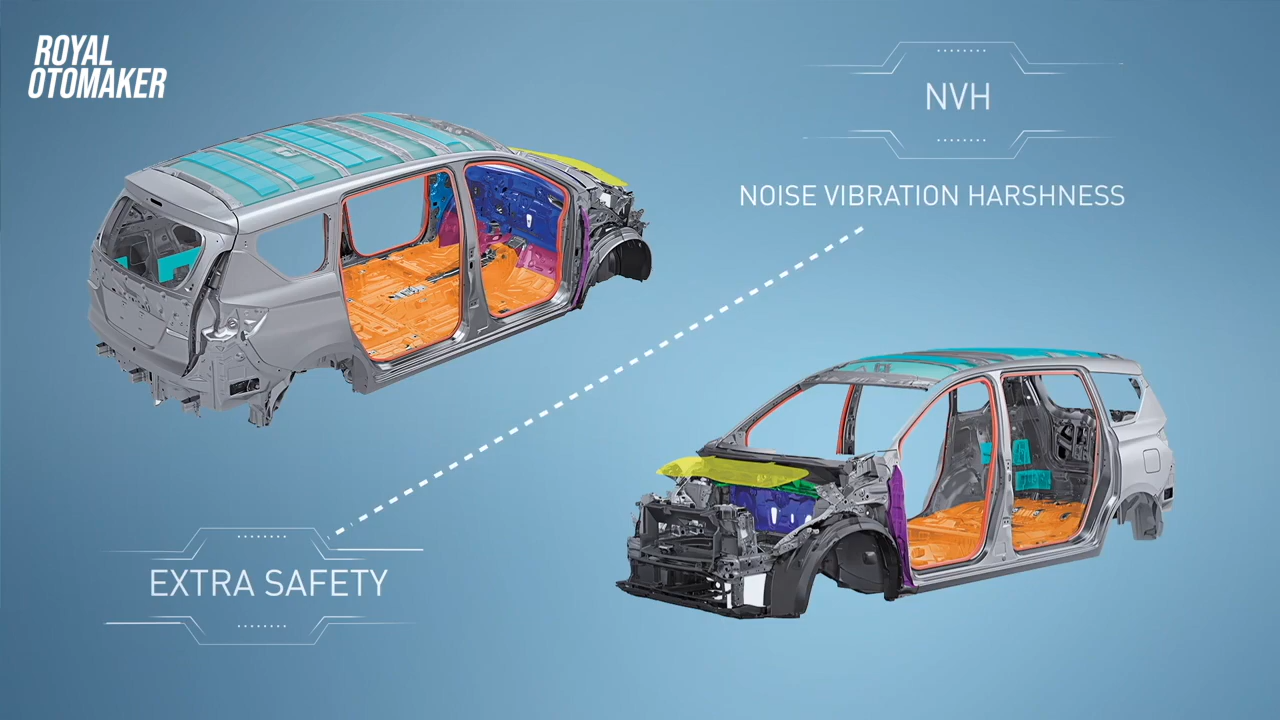 ROYAL
OTOMAKER
NVH
NOISE VIBRATION HARSHNESS
EXTRA SAFETY